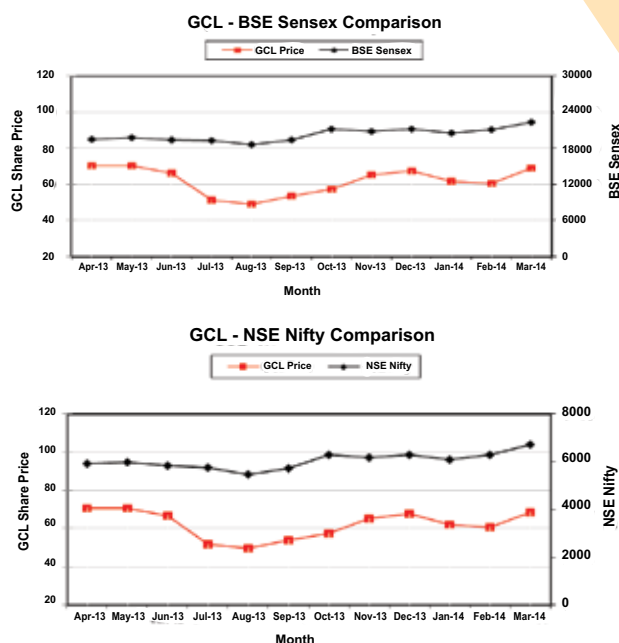 GCL - BSE Sensex Comparison
GCL Price BSE Sensex
120 30000
100 24000
80 18000
60 12000
40 6000
20 0
GCL Share Price
BSE Sensex
Apr-13 May-13 Jun-13 Jul-13 Aug-13 Sep-13 Oct-13 Nov-13 Dec-13 Jan-14 Feb-14 Mar-14
Month
GCL - NSE Nifty Comparison
GCL Price NSE Nifty
120 8000
100 6000
80 4000
60 2000
40 0
20
GCL Share Price
NSE Nifty
Apr-13 May-13 Jun-13 Jul-13 Aug-13 Sep-13 Oct-13 Nov-13 Dec-13 Jan-14 Feb-14 Mar-14
Month